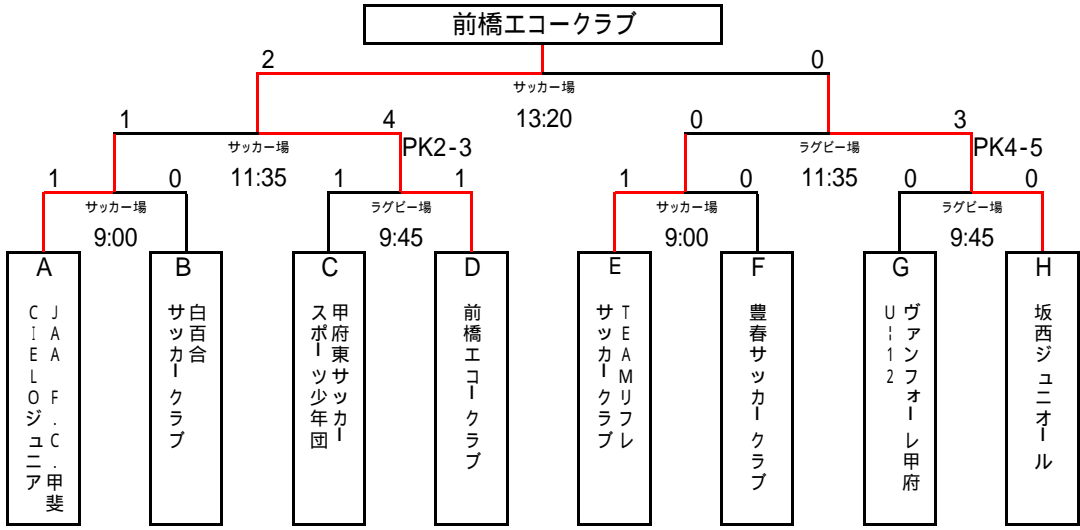 前橋エコークラブ
2 0
サッカー場
13:20
1 4 0 3
サッカー場 PK2-3 ラグビー場 PK4-5
11:35 11:35
1 0 1 1 1 0 0 0
サッカー場 ラグビー場 サッカー場 ラグビー場
9:00 9:45 9:00 9:45
A B C D E F G H
JAA F.C.甲斐
CIELOジュニア
白百合
サッカークラブ
甲府東サッカー
スポーツ少年団
前橋エコークラブ
TEAMリフレ
サッカークラブ
豊春サッカークラブ
ヴァンフォーレ甲府
U-12
坂西ジュニオール